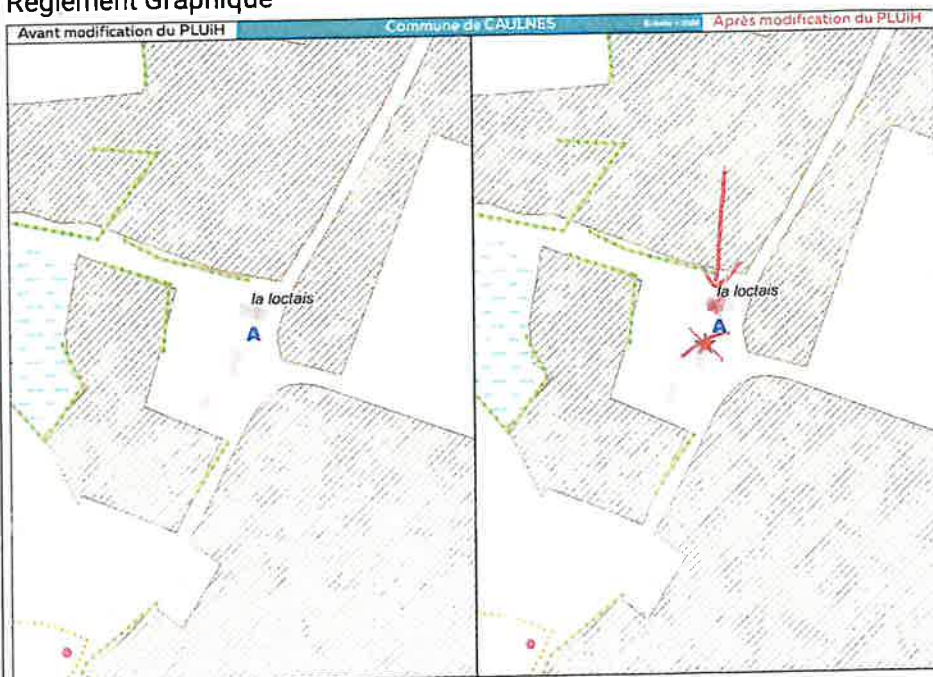 Règlement Graphique
Avant modification du PLUiH
Commune de CAULNES
Après modification du PLUiH
la loctais
A
la loctais
A